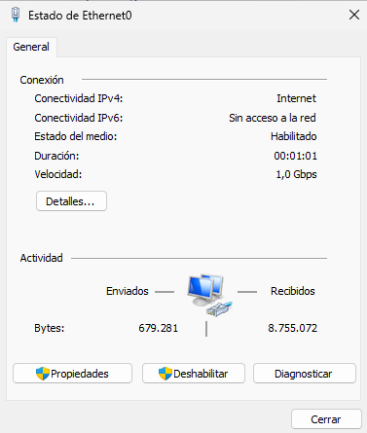 Estado de Ethernet0
General
Conexión
Conectividad IPv4: Internet
Conectividad IPv6: Sin acceso a la red
Estado del medio: Habilitado
Duración: 00:01:01
Velocidad: 1,0 Gbps
Detalles...
Actividad
Enviados Recibidos
Bytes: 679.281 8.755.072
Propiedades Deshabilitar Diagnosticar
Cerrar